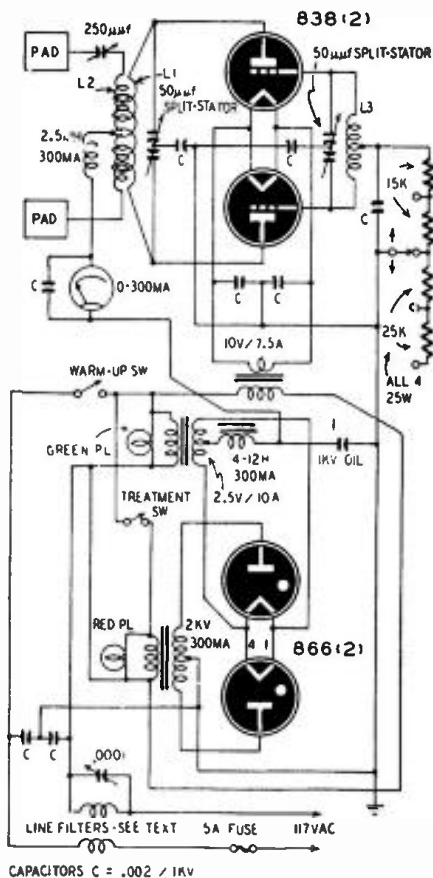 838(2)
PAD
250µµf
L2
L1
50µµf
SPLIT-STATOR
50µµf SPLIT-STATOR
L3
300MA
C
C
C
15K
PAD
C
0-300MA
C
C
10V/7.5A
25K
ALL 4
25W
WARM-UP SW
GREEN PL
4-12H
300MA
1
1KV OIL
2.5V/10A
TREATMENT
SW
RED PL
2KV
300MA
866(2)
C
C
.0001
LINE FILTERS-SEE TEXT
5A FUSE
117VAC
CAPACITORS C = .002 / 1KV